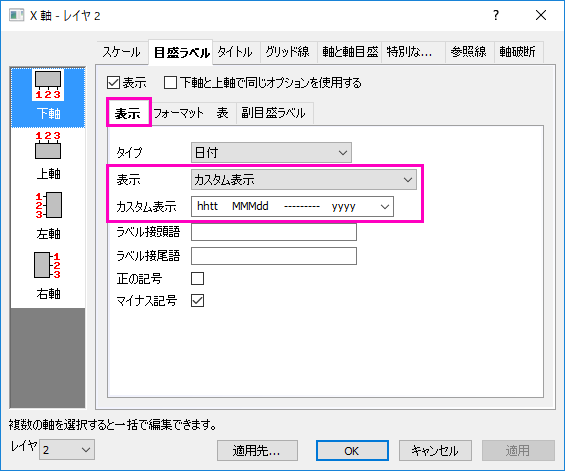 X 軸 - レイヤ 2
スケール 目盛ラベル タイトル グリッド線 軸と軸目盛 特別な... 参照線 軸破断
123
下軸
123
上軸
1
2
3
左軸
1
2
3
右軸
表示 下軸と上軸で同じオプションを使用する
表示 フォーマット 表 副目盛ラベル
タイプ 日付
表示 カスタム表示
カスタム表示 hhtt MMMdd --------- yyyy
ラベル接頭語
ラベル接尾語
正の記号
マイナス記号
複数の軸を選択すると一括で編集できます。
レイヤ 2 適用先... OK キャンセル 適用